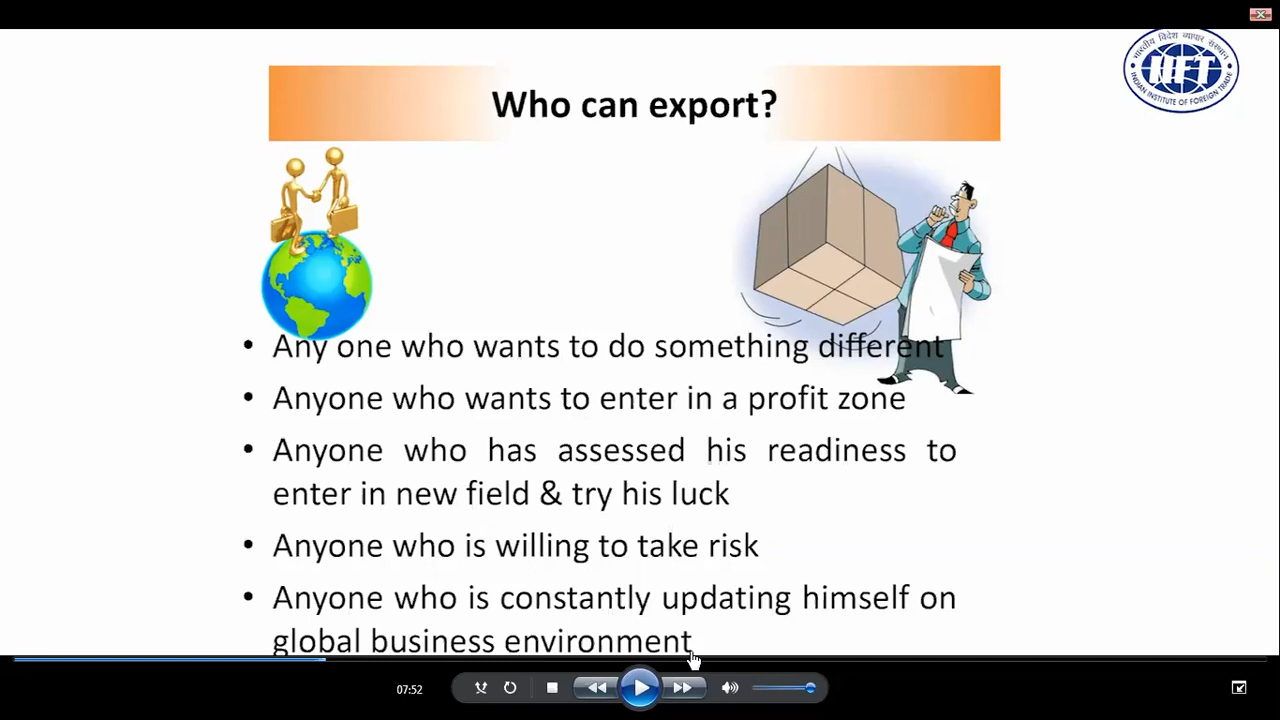 भारतीय विदेश व्यापार संस्थान
IIFT
INDIAN INSTITUTE OF FOREIGN TRADE
Who can export?
• Any one who wants to do something different
• Anyone who wants to enter in a profit zone
• Anyone who has assessed his readiness to
enter in new field & try his luck
• Anyone who is willing to take risk
• Anyone who is constantly updating himself on
global business environment
07:52